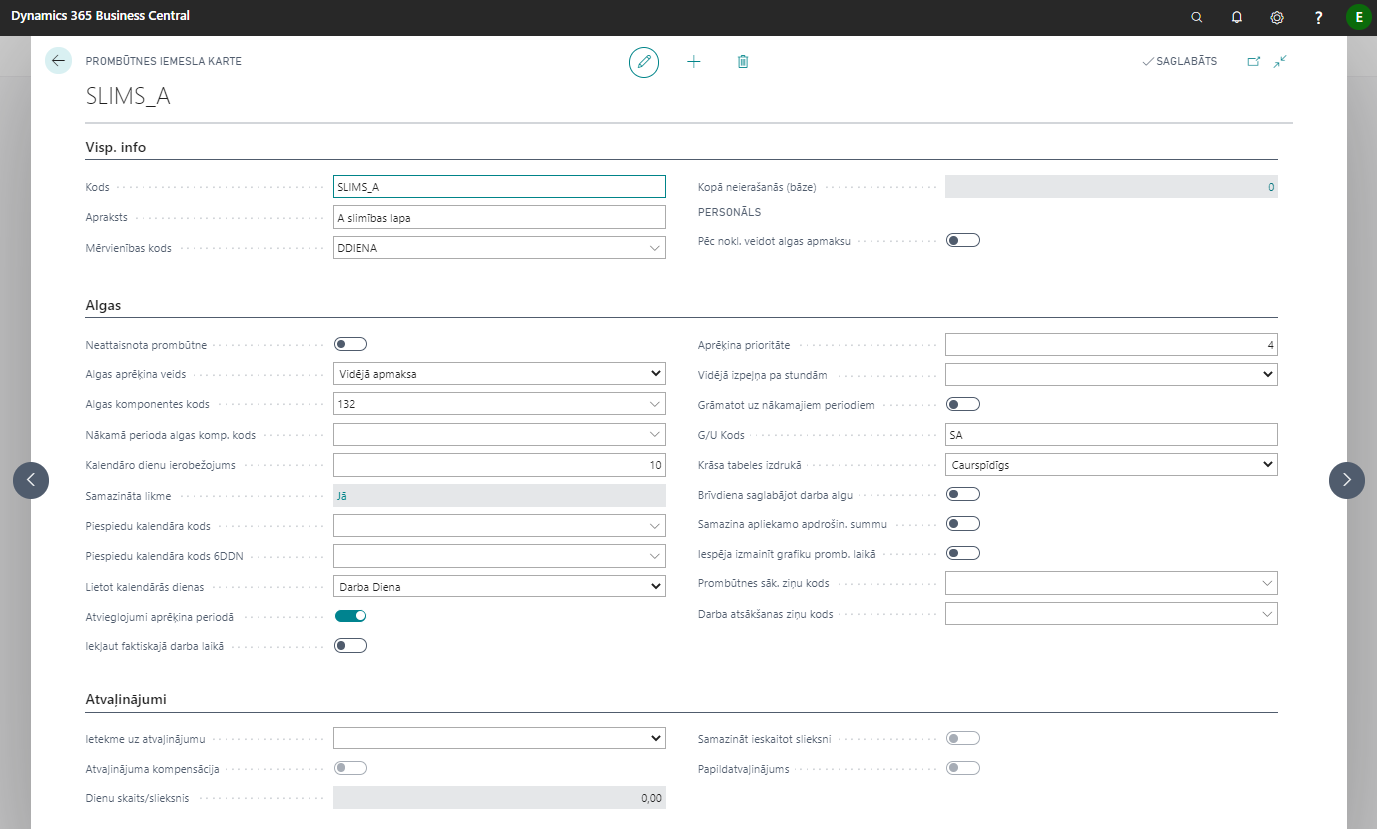 Dynamics 365 Business Central
?
E
PROMBŪTNES IEMESLA KARTE
SAGLABĀTS
SLIMS_A
Visp. info
Kods
SLIMS_A
Apraksts
A slimības lapa
Mērvienības kods
DDIENA
Kopā neierašanās (bāze)
0
PERSONĀLS
Pēc nokl. veidot algas apmaksu
Algas
Neattaisnota prombūtne
Algas aprēķina veids
Vidējā apmaksa
Algas komponentes kods
132
Nākamā perioda algas komp. kods
Kalendāro dienu ierobežojums
10
Samazināta likme
Jā
Piespiedu kalendāra kods
Piespiedu kalendāra kods 6DDN
Lietot kalendārās dienas
Darba Diena
Atvieglojumi aprēķina periodā
Iekļaut faktiskajā darba laikā
Aprēķina prioritāte
4
Vidējā izpeļņa pa stundām
Grāmatot uz nākamajiem periodiem
G/U Kods
SA
Krāsa tabeles izdrukā
Caurspīdīgs
Brīvdiena saglabājot darba algu
Samazina apliekamo apdrošin. summu
Iespēja izmainīt grafiku promb. laikā
Prombūtnes sāk. ziņu kods
Darba atsākšanas ziņu kods
Atvaļinājumi
Ietekme uz atvaļinājumu
Atvaļinājuma kompensācija
Dienu skaits/slieksnis
0,00
Samazināt ieskaitot slieksni
Papildatvaļinājums